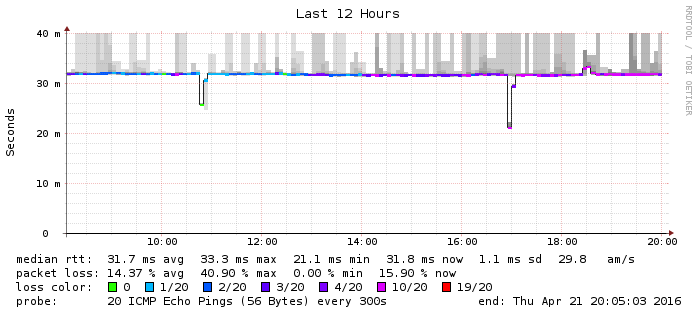 Last 12 Hours
RRDTOOL / TOBI OETIKER
Seconds
40 m
30 m
20 m
10 m
0
10:00 12:00 14:00 16:00 18:00 20:00
median rtt: 31.7 ms avg 33.3 ms max 21.1 ms min 31.8 ms now 1.1 ms sd 29.8 am/s
packet loss: 14.37 % avg 40.90 % max 0.00 % min 15.90 % now
loss color: 0 1/20 2/20 3/20 4/20 10/20 19/20
probe: 20 ICMP Echo Pings (56 Bytes) every 300s end: Thu Apr 21 20:05:03 2016